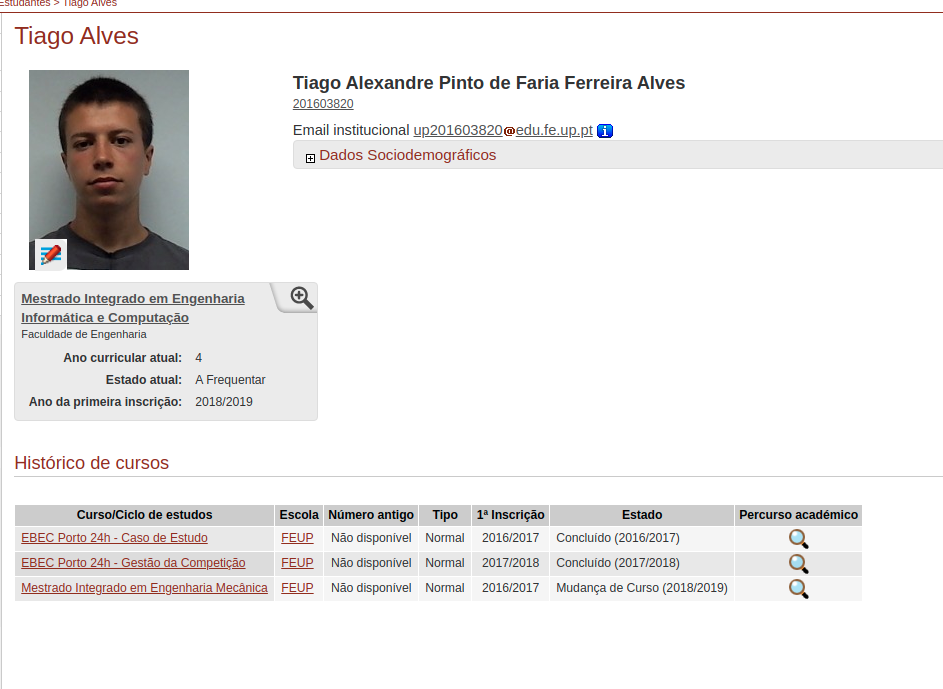 Estudantes > Tiago Alves
Tiago Alves
Tiago Alexandre Pinto de Faria Ferreira Alves
201603820
Email institucional up201603820@edu.fe.up.pt i
Dados Sociodemográficos
Mestrado Integrado em Engenharia
Informática e Computação
Faculdade de Engenharia
Ano curricular atual: 4
Estado atual: A Frequentar
Ano da primeira inscrição: 2018/2019
Histórico de cursos
Curso/Ciclo de estudos Escola Número antigo Tipo 1ª Inscrição Estado Percurso académico
EBEC Porto 24h - Caso de Estudo FEUP Não disponível Normal 2016/2017 Concluído (2016/2017)
EBEC Porto 24h - Gestão da Competição FEUP Não disponível Normal 2017/2018 Concluído (2017/2018)
Mestrado Integrado em Engenharia Mecânica FEUP Não disponível Normal 2016/2017 Mudança de Curso (2018/2019)